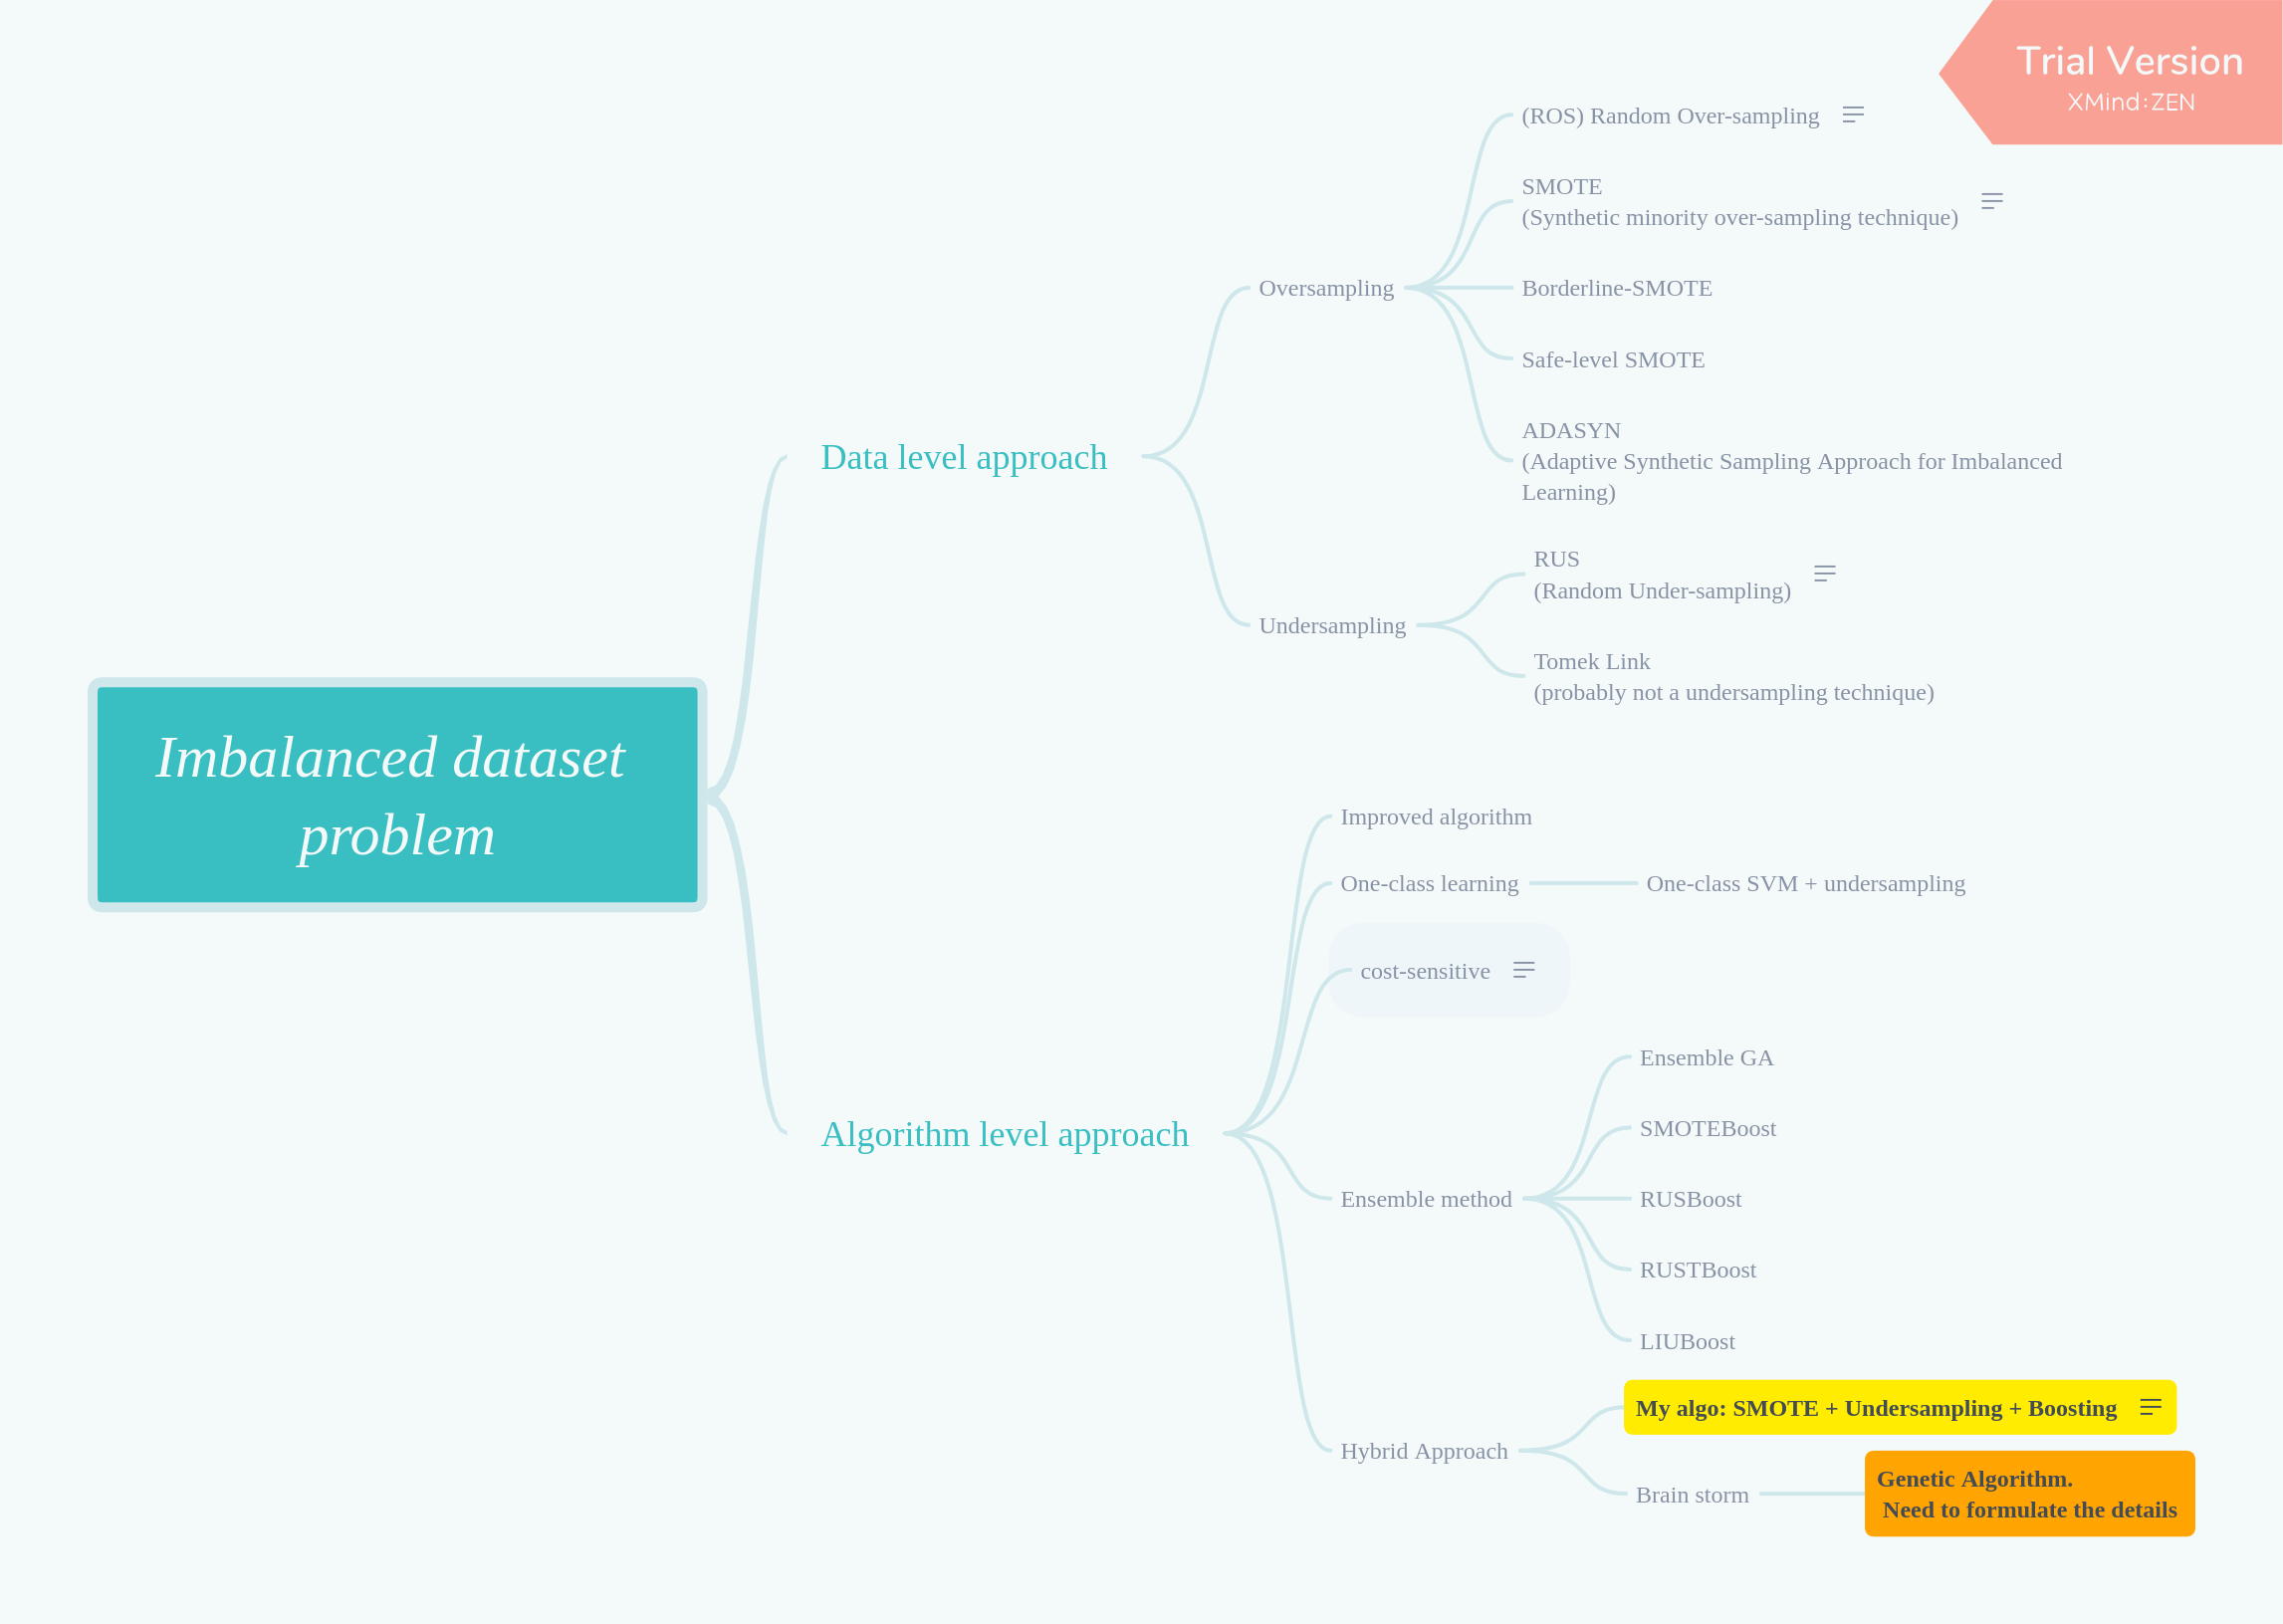 Trial Version
XMind:ZEN
(ROS) Random Over-sampling
SMOTE
(Synthetic minority over-sampling technique)
Oversampling
Borderline-SMOTE
Safe-level SMOTE
Data level approach
ADASYN
(Adaptive Synthetic Sampling Approach for Imbalanced
Learning)
RUS
(Random Under-sampling)
Undersampling
Tomek Link
(probably not a undersampling technique)
Imbalanced dataset
problem
Improved algorithm
One-class learning
One-class SVM + undersampling
cost-sensitive
Algorithm level approach
Ensemble GA
SMOTEBoost
Ensemble method
RUSBoost
RUSTBoost
LIUBoost
Hybrid Approach
My algo: SMOTE + Undersampling + Boosting
Brain storm
Genetic Algorithm.
Need to formulate the details